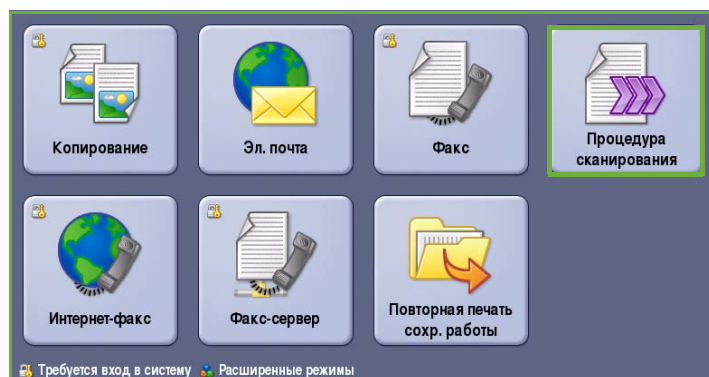 Копирование
Эл. почта
Факс
Процедура
сканирования
Интернет-факс
Факс-сервер
Повторная печать
сохр. работы
Требуется вход в систему Расширенные режимы